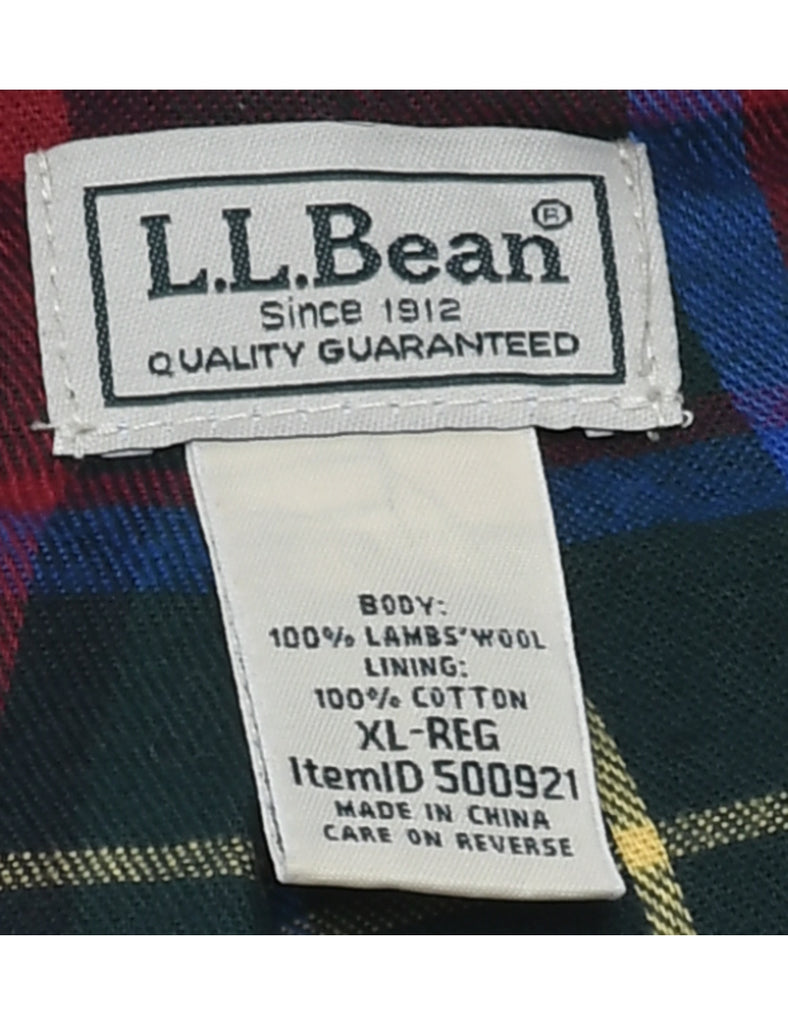 L.L.Bean®
Since 1912
QUALITY GUARANTEED
BODY:
100% LAMBS' WOOL
LINING:
100% COTTON
XL-REG
ItemID 500921
MADE IN CHINA
CARE ON REVERSE